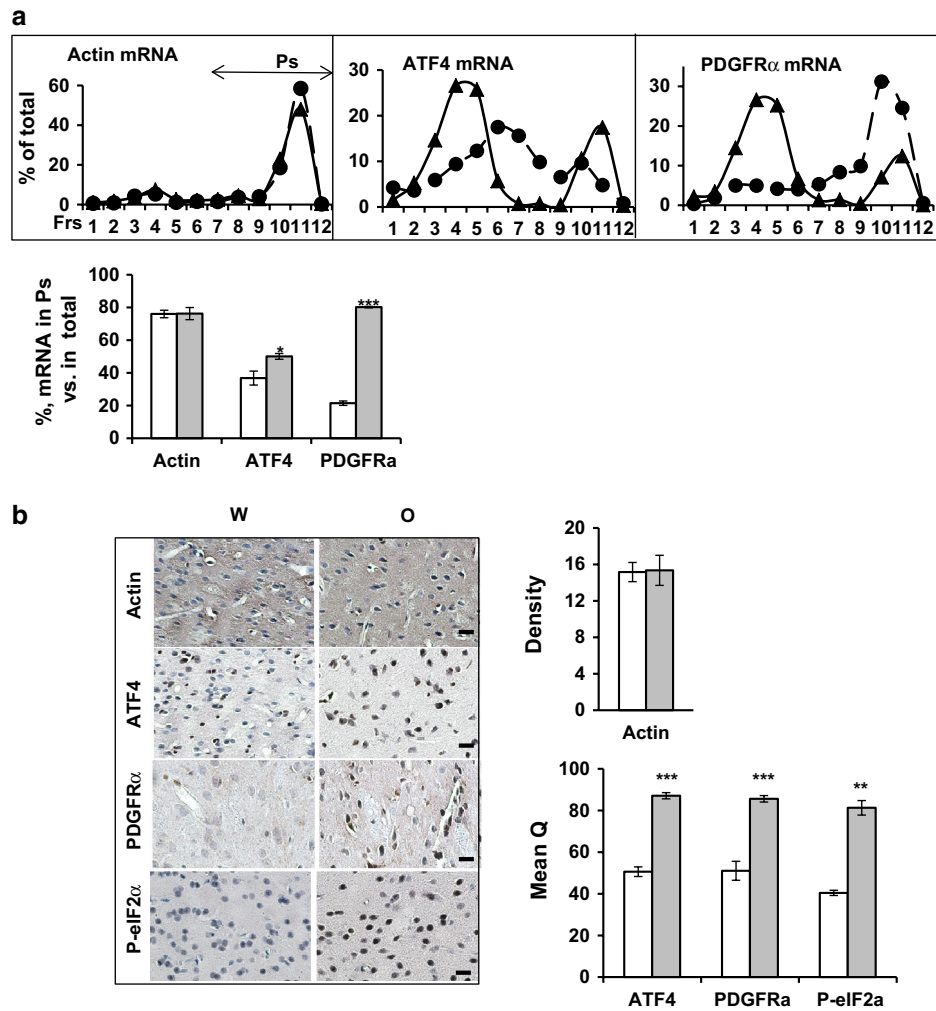 a
Actin mRNA
Ps
ATF4 mRNA
PDGFRα mRNA
% of total
60
40
20
0
Frs
1 2 3 4 5 6 7 8 9 10 11 12
30
20
10
0
1 2 3 4 5 6 7 8 9 10 11 12
30
20
10
0
1 2 3 4 5 6 7 8 9 10 11 12
%, mRNA in Ps
vs. in total
100
80
60
40
20
0
*
***
Actin ATF4 PDGFRa
b
W O
Actin
ATF4
PDGFRα
P-eIF2α
Density
20
16
12
8
4
0
Actin
Mean Q
100
80
60
40
20
0
*** *** **
ATF4 PDGFRa P-eIF2a